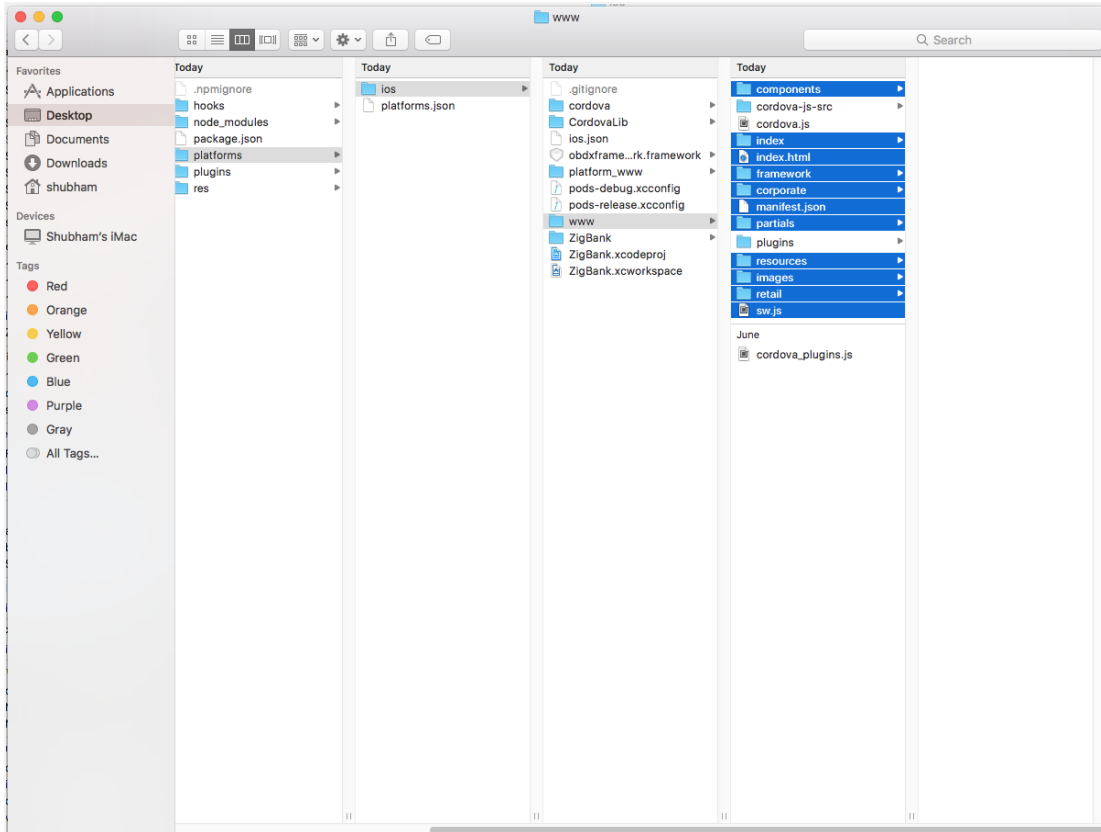 www
Search
Favorites
Applications
Desktop
Documents
Downloads
shubham
Devices
Shubham's iMac
Tags
Red
Orange
Yellow
Green
Blue
Purple
Gray
All Tags...
Today
.npmignore
hooks
node_modules
package.json
platforms
plugins
res
Today
ios
platforms.json
Today
.gitignore
cordova
CordovaLib
ios.json
obdxframe...rk.framework
platform_www
pods-debug.xcconfig
pods-release.xcconfig
www
ZigBank
ZigBank.xcodeproj
ZigBank.xcworkspace
Today
components
cordova-js-src
cordova.js
index
index.html
framework
corporate
manifest.json
partials
plugins
resources
images
retail
sw.js
June
cordova_plugins.js